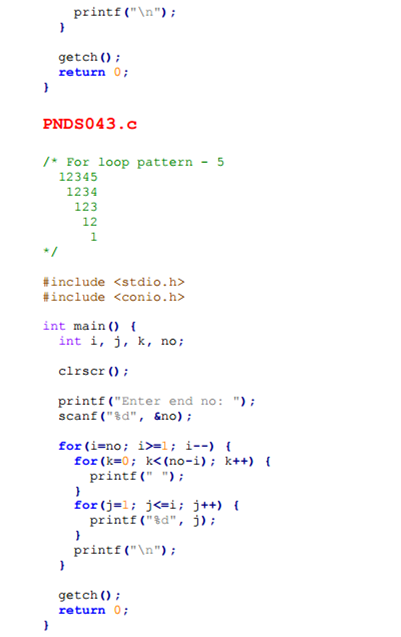 printf("\n");
  }

  getch();
  return 0;
}

PNDS043.c

/* For loop pattern - 5
  12345
   1234
    123
     12
      1
*/

#include <stdio.h>
#include <conio.h>

int main() {
  int i, j, k, no;

  clrscr();

  printf("Enter end no: ");
  scanf("%d", &no);

  for(i=no; i>=1; i--) {
    for(k=0; k<(no-i); k++) {
      printf(" ");
    }
    for(j=1; j<=i; j++) {
      printf("%d", j);
    }
    printf("\n");
  }

  getch();
  return 0;
}